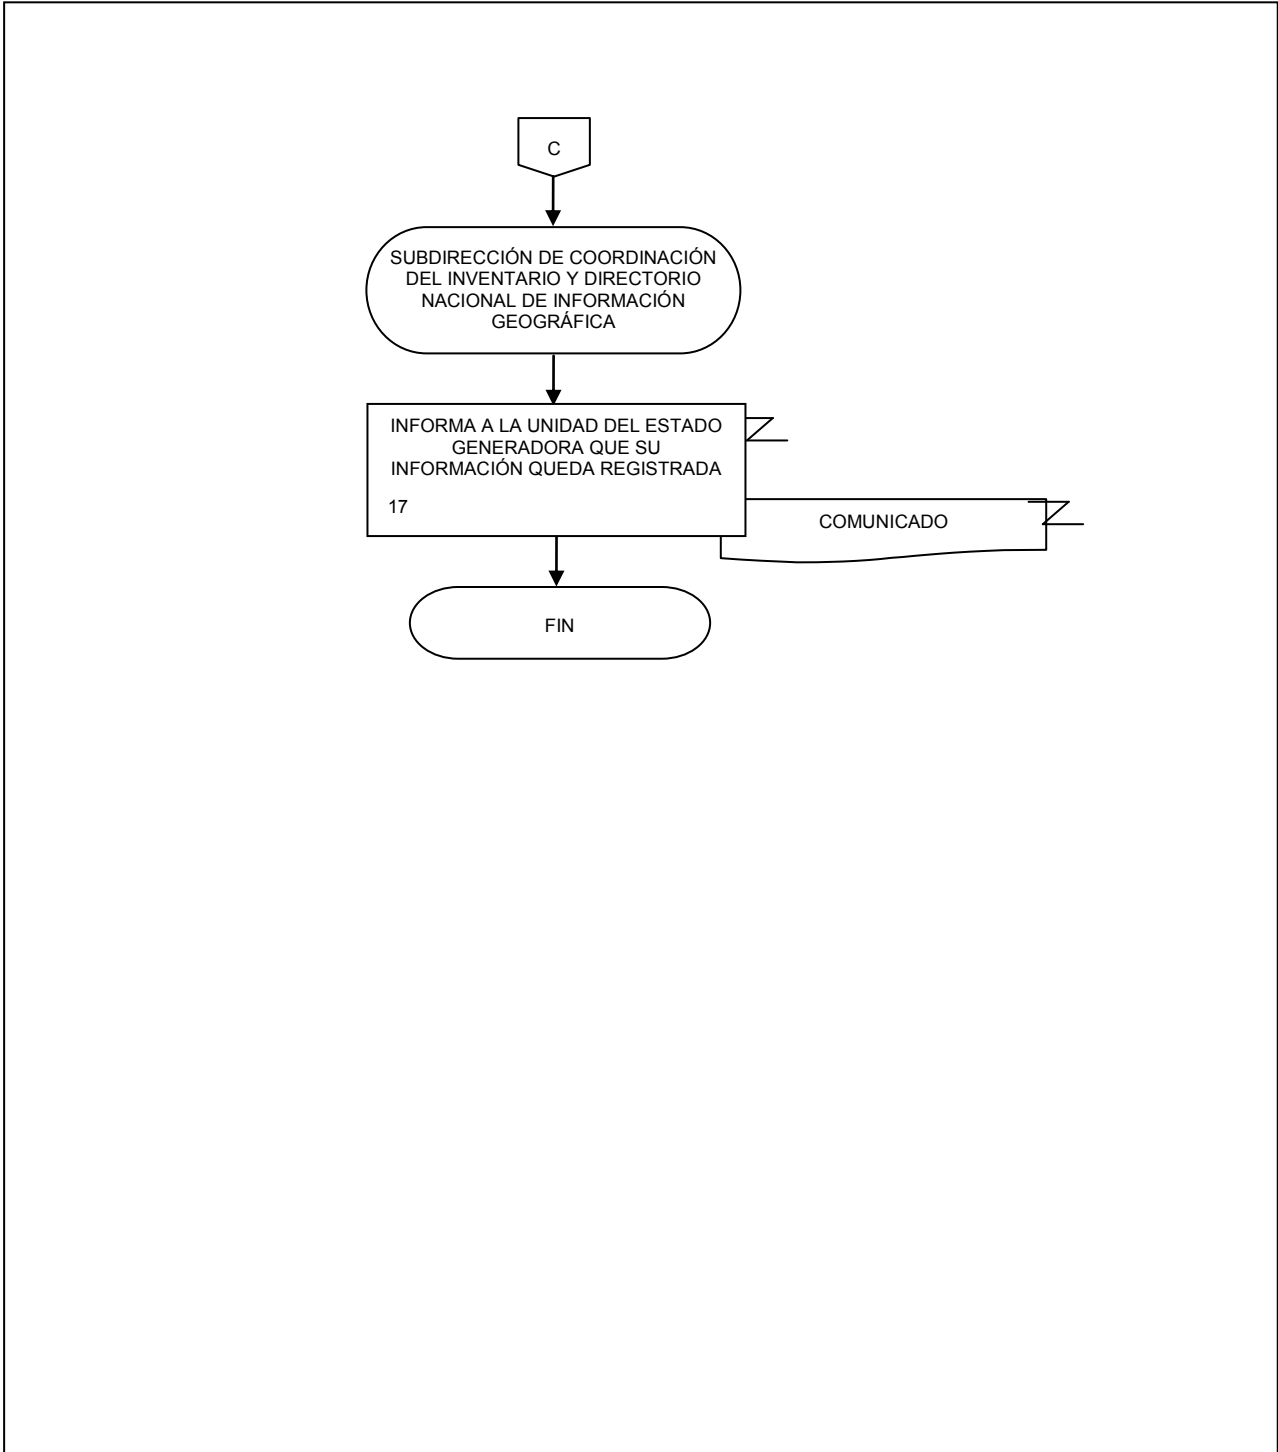 C
SUBDIRECCIÓN DE COORDINACIÓN
DEL INVENTARIO Y DIRECTORIO
NACIONAL DE INFORMACIÓN
GEOGRÁFICA
INFORMA A LA UNIDAD DEL ESTADO
GENERADORA QUE SU
INFORMACIÓN QUEDA REGISTRADA
17
COMUNICADO
FIN